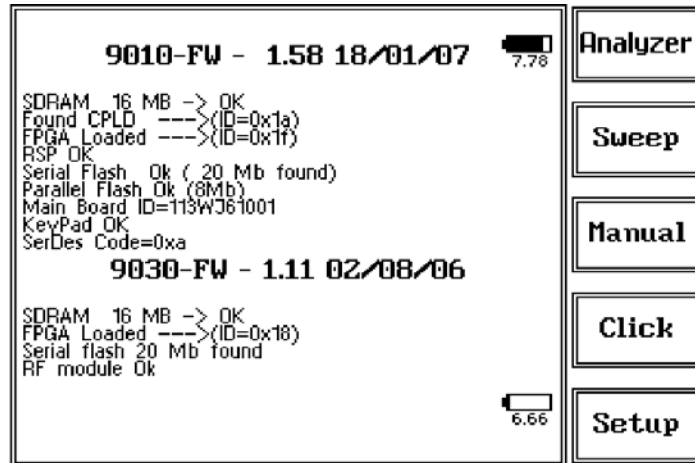 9010-FW - 1.58 18/01/07
7.78
SDRAM 16 MB -> OK
Found CPLD --->(ID=0x1a)
FPGA Loaded --->(ID=0x1f)
RSP OK
Serial Flash Ok ( 20 Mb found)
Parallel Flash Ok (8Mb)
Main Board ID=113WJ61001
KeyPad OK
SerDes Code=0xa
9030-FW - 1.11 02/08/06
SDRAM 16 MB -> OK
FPGA Loaded --->(ID=0x18)
Serial flash 20 Mb found
RF module Ok
6.66
Analyzer
Sweep
Manual
Click
Setup